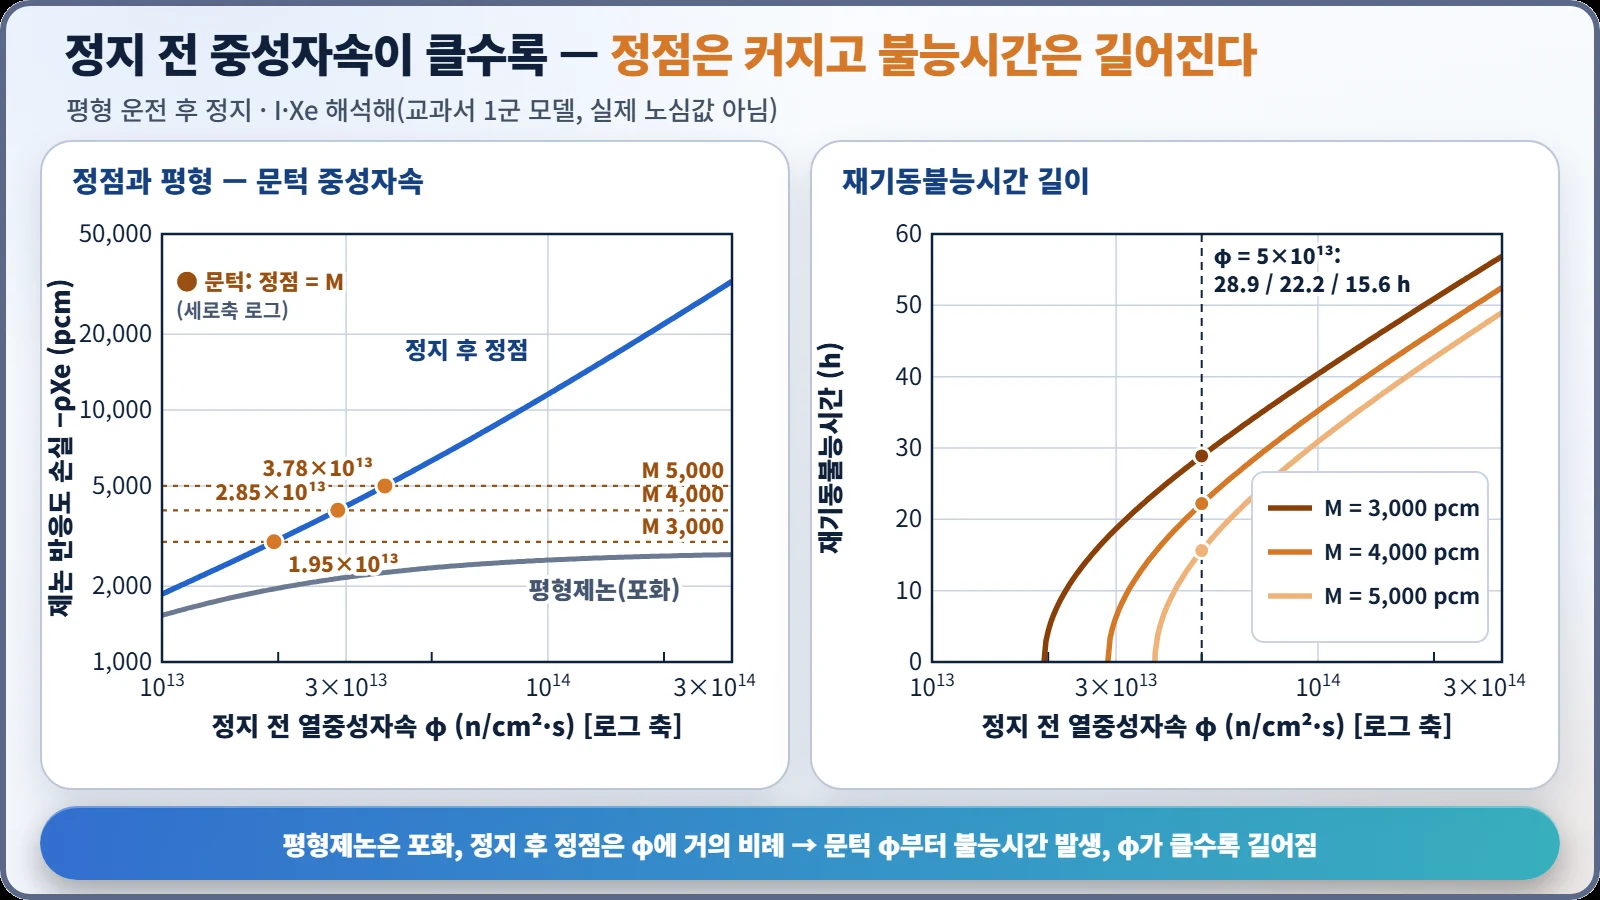 정지 전 중성자속이 클수록 — 정점은 커지고 불능시간은 길어진다
평형 운전 후 정지 · I·Xe 해석해(교과서 1군 모델, 실제 노심값 아님)
정점과 평형 — 문턱 중성자속
제논 반응도 손실 −ρXe (pcm)
50,000
20,000
10,000
5,000
2,000
1,000
문턱: 정점 = M
(세로축 로그)
정지 후 정점
3.78×10¹³
2.85×10¹³
1.95×10¹³
M 5,000
M 4,000
M 3,000
평형제논(포화)
10¹³
3×10¹³
10¹⁴
3×10¹⁴
정지 전 열중성자속 ϕ (n/cm²·s) [로그 축]
재기동불능시간 길이
재기동불능시간 (h)
60
50
40
30
20
10
0
ϕ = 5×10¹³:
28.9 / 22.2 / 15.6 h
M = 3,000 pcm
M = 4,000 pcm
M = 5,000 pcm
10¹³
3×10¹³
10¹⁴
3×10¹⁴
정지 전 열중성자속 ϕ (n/cm²·s) [로그 축]
평형제논은 포화, 정지 후 정점은 ϕ에 거의 비례 → 문턱 ϕ부터 불능시간 발생, ϕ가 클수록 길어짐